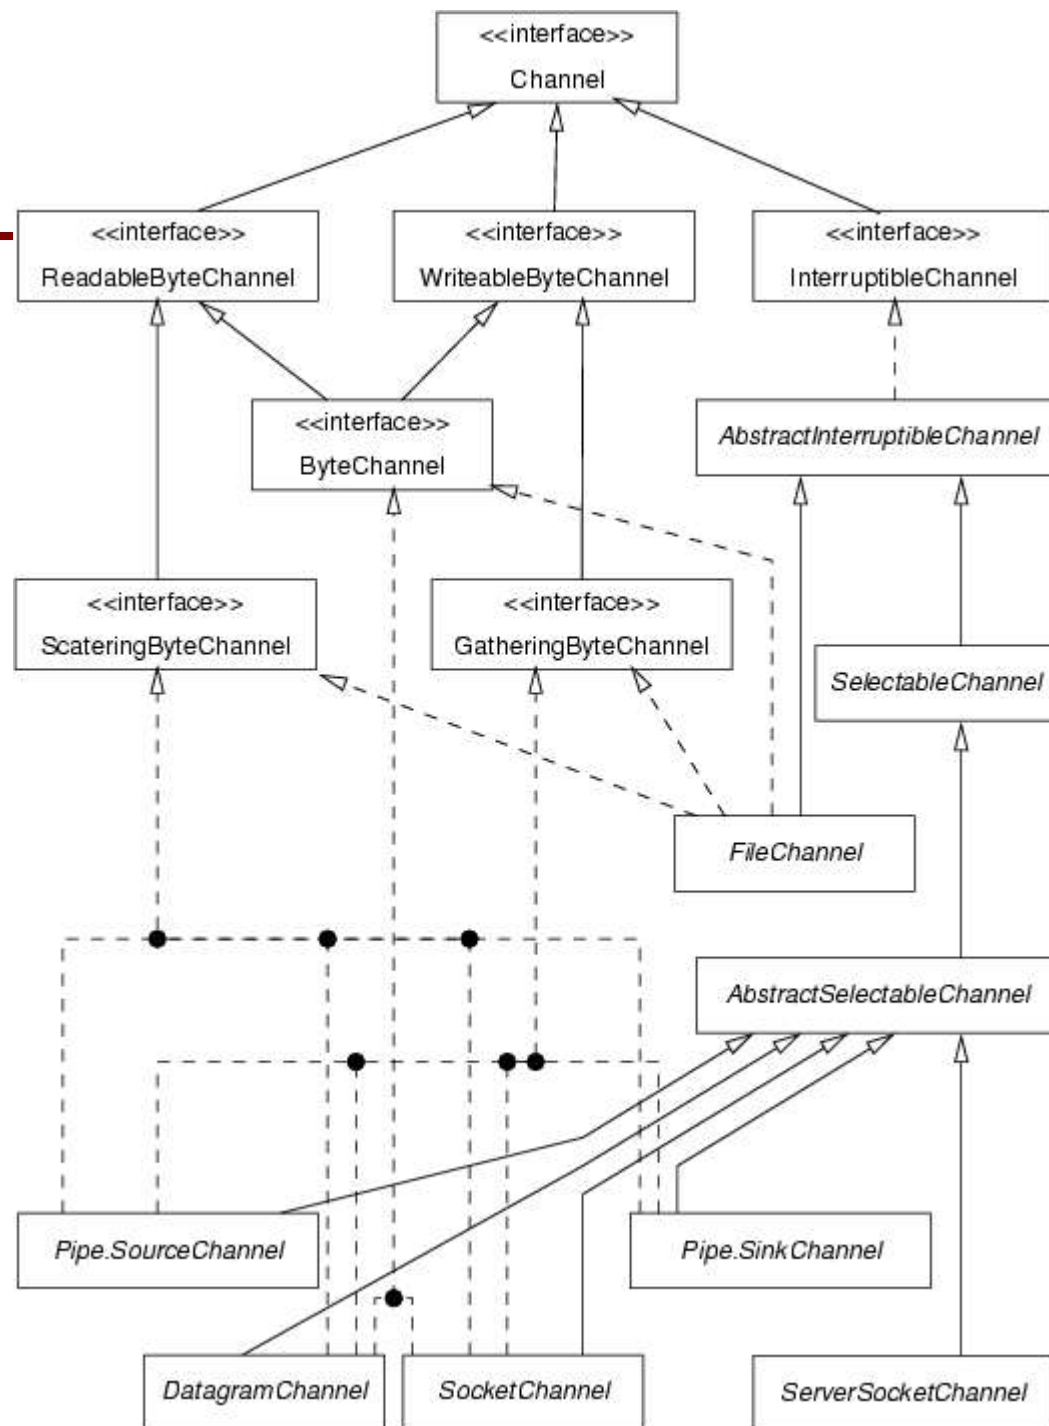 <<interface>>
Channel
<<interface>>
ReadableByteChannel
<<interface>>
WriteableByteChannel
<<interface>>
InterruptibleChannel
<<interface>>
ByteChannel
AbstractInterruptibleChannel
<<interface>>
ScateringByteChannel
<<interface>>
GatheringByteChannel
SelectableChannel
FileChannel
AbstractSelectableChannel
Pipe.SourceChannel
Pipe.SinkChannel
DatagramChannel
SocketChannel
ServerSocketChannel